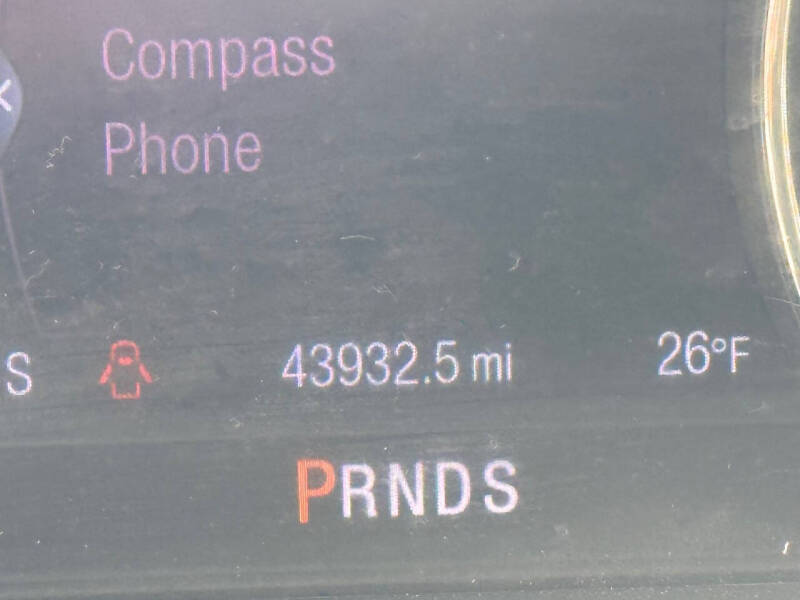 Compass
Phone
S 43932.5 mi 26°F
PRNDS